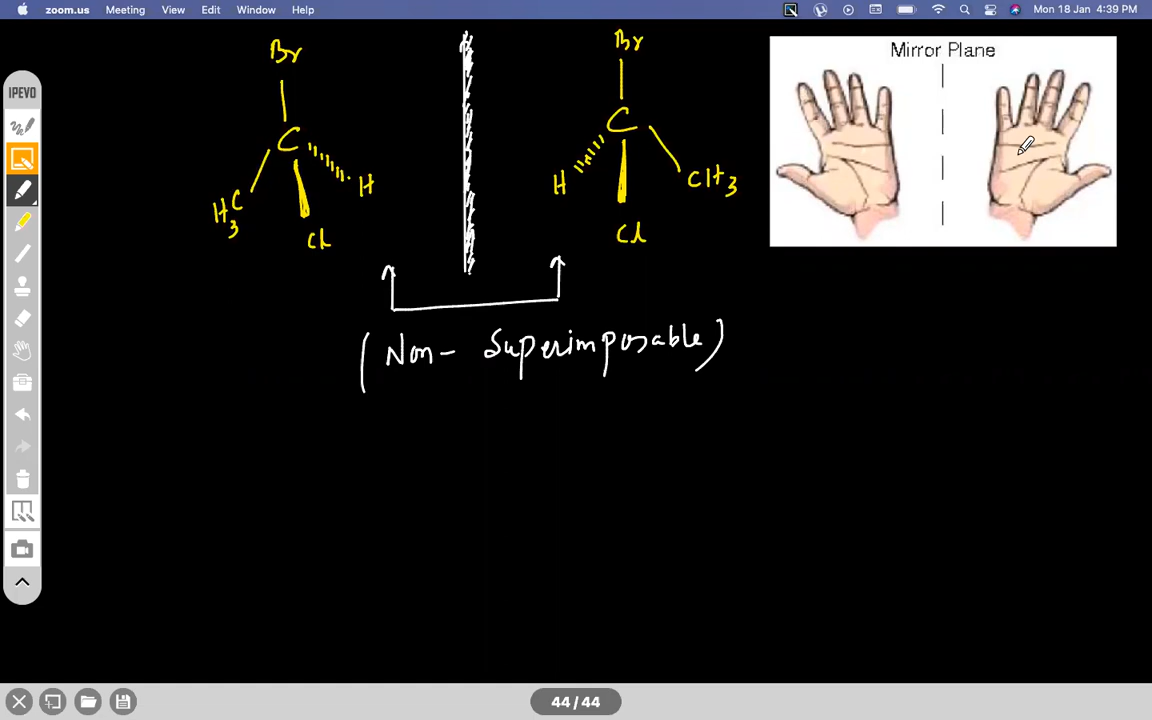 zoom.us Meeting View Edit Window Help Mon 18 Jan 4:39 PM
IPEVO
Br
C
H3C
H
Cl
Br
C
H
CH3
Cl
Mirror Plane
(Non- Superimposable)
44 / 44